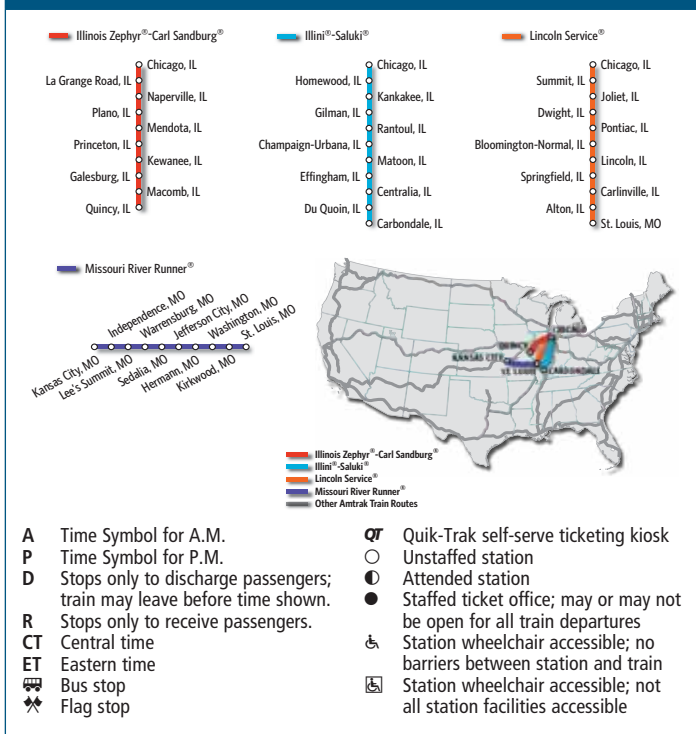 Illinois Zephyr®-Carl Sandburg®
Chicago, IL
La Grange Road, IL
Naperville, IL
Plano, IL
Mendota, IL
Princeton, IL
Kewanee, IL
Galesburg, IL
Macomb, IL
Quincy, IL
Illini®-Saluki®
Chicago, IL
Homewood, IL
Kankakee, IL
Gilman, IL
Rantoul, IL
Champaign-Urbana, IL
Matoon, IL
Effingham, IL
Centralia, IL
Du Quoin, IL
Carbondale, IL
Lincoln Service®
Chicago, IL
Summit, IL
Joliet, IL
Dwight, IL
Pontiac, IL
Bloomington-Normal, IL
Lincoln, IL
Springfield, IL
Carlinville, IL
Alton, IL
St. Louis, MO
Missouri River Runner®
Kansas City, MO
Independence, MO
Lee's Summit, MO
Warrensburg, MO
Sedalia, MO
Jefferson City, MO
Hermann, MO
Washington, MO
Kirkwood, MO
St. Louis, MO
CHICAGO
QUINCY
KANSAS CITY
ST. LOUIS
CARBONDALE
Illinois Zephyr®-Carl Sandburg®
Illini®-Saluki®
Lincoln Service®
Missouri River Runner®
Other Amtrak Train Routes
A Time Symbol for A.M.
P Time Symbol for P.M.
D Stops only to discharge passengers;
train may leave before time shown.
R Stops only to receive passengers.
CT Central time
ET Eastern time
Bus stop
Flag stop
QT Quik-Trak self-serve ticketing kiosk
Unstaffed station
Attended station
Staffed ticket office; may or may not
be open for all train departures
Station wheelchair accessible; no
barriers between station and train
Station wheelchair accessible; not
all station facilities accessible